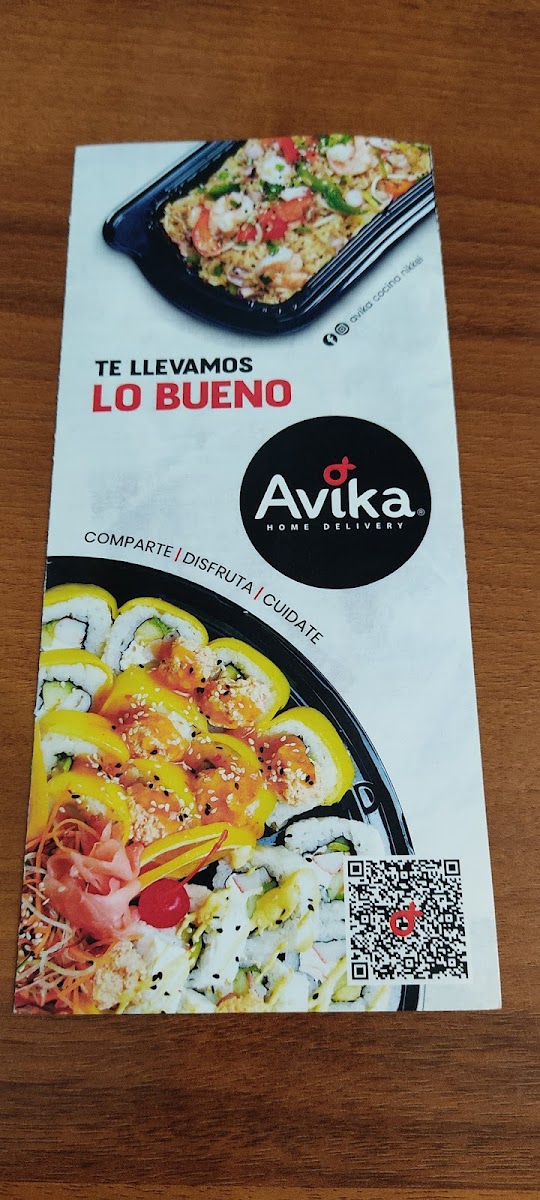 avika cocina nikkei
TE LLEVAMOS
LO BUENO
Avika®
HOME DELIVERY
COMPARTE | DISFRUTA | CUIDATE